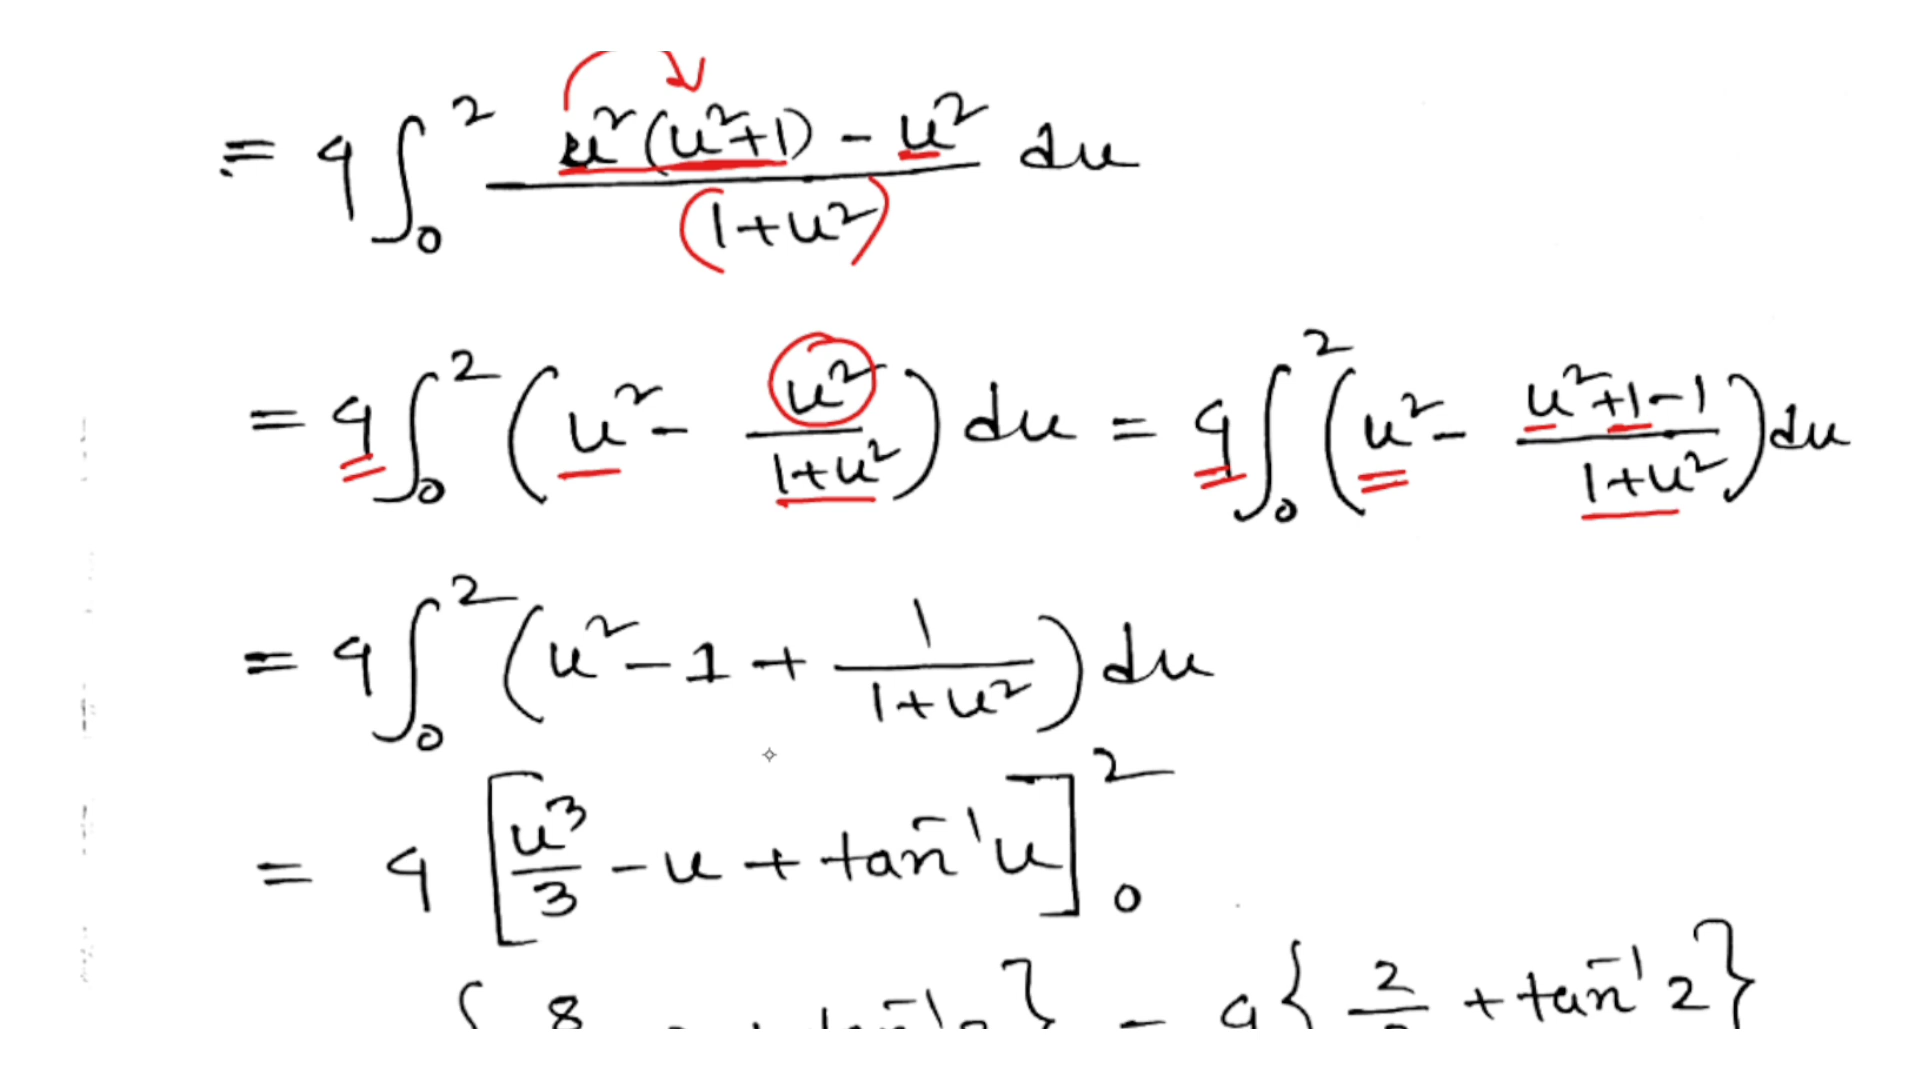 = 4∫₀² (u²(u²+1) - u²)/(1+u²) du
= 4∫₀² (u² - u²/(1+u²)) du = 4∫₀² (u² - (u²+1-1)/(1+u²)) du
= 4∫₀² (u² - 1 + 1/(1+u²)) du
= 4 [u³/3 - u + tan⁻¹u]₀²
{ 8 } = 4{ 2 + tan⁻¹2}